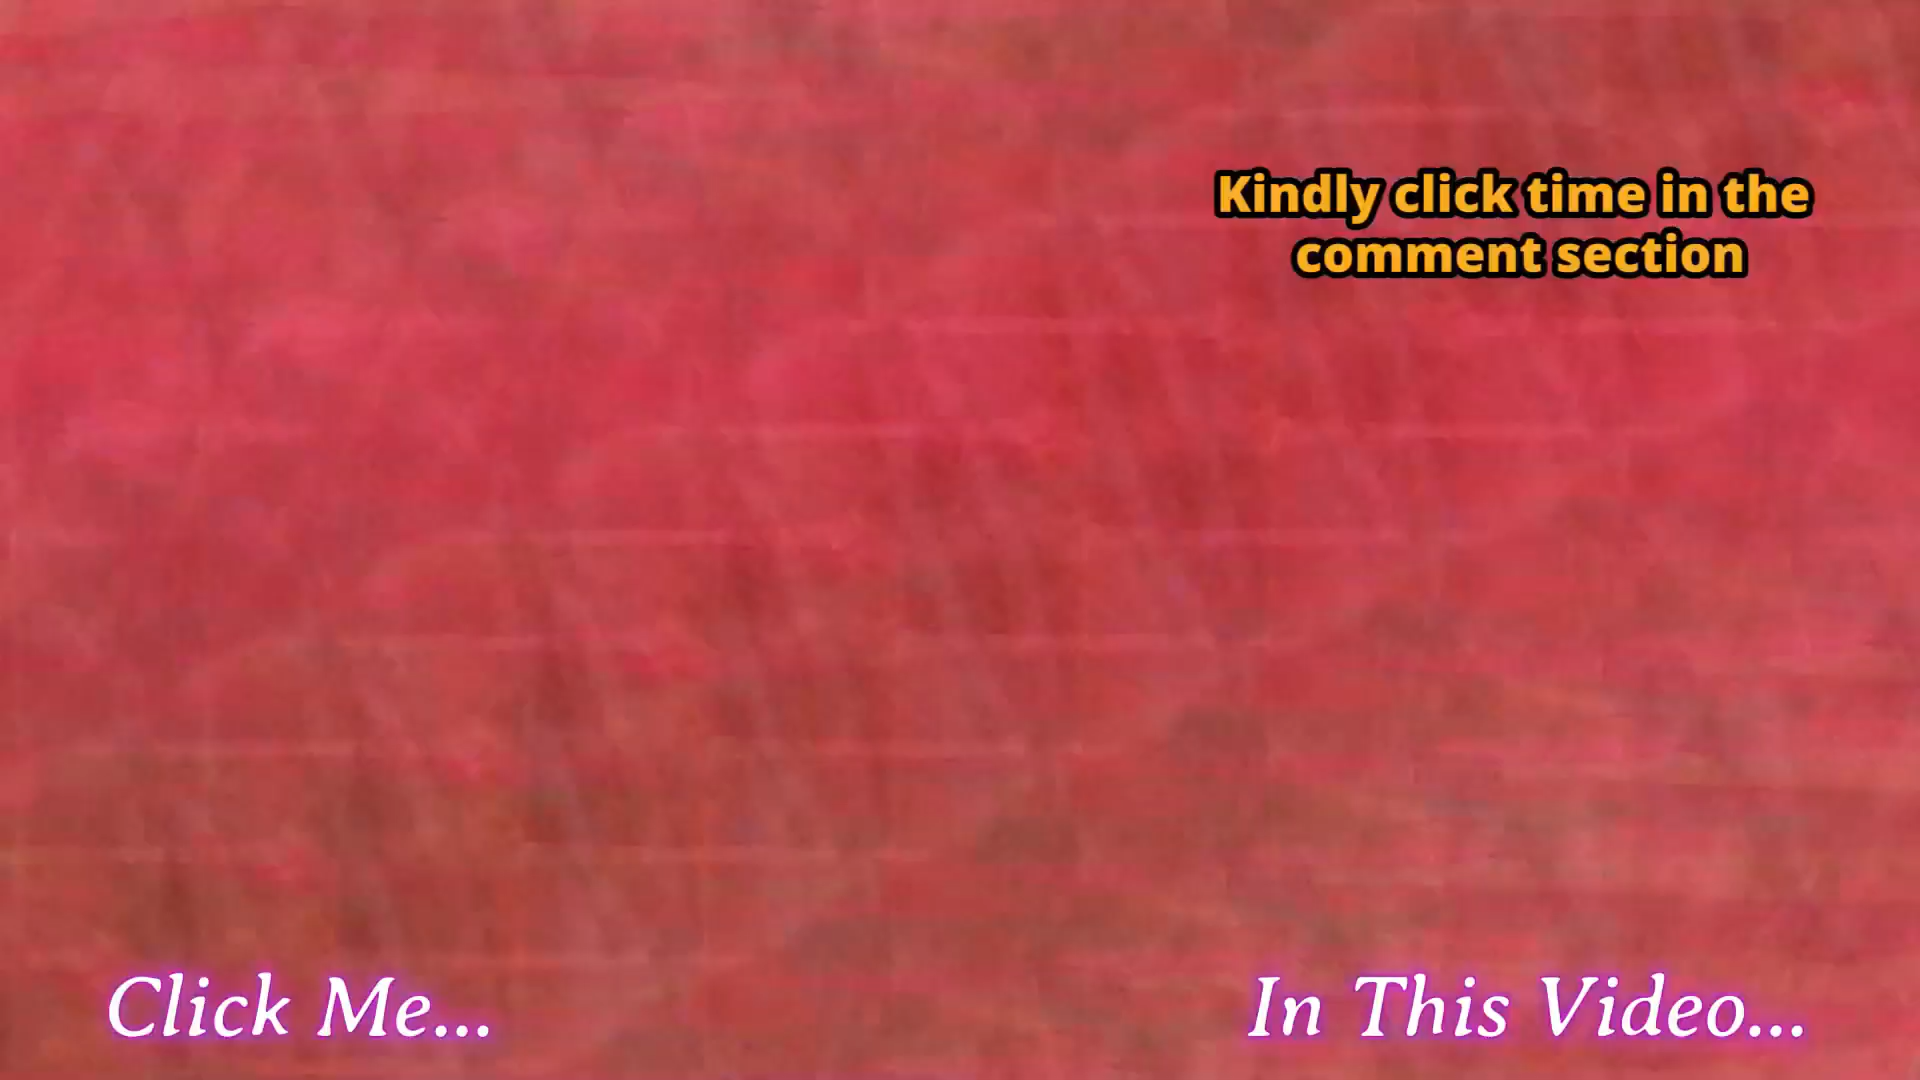 Kindly click time in the
comment section
Click Me...
In This Video...